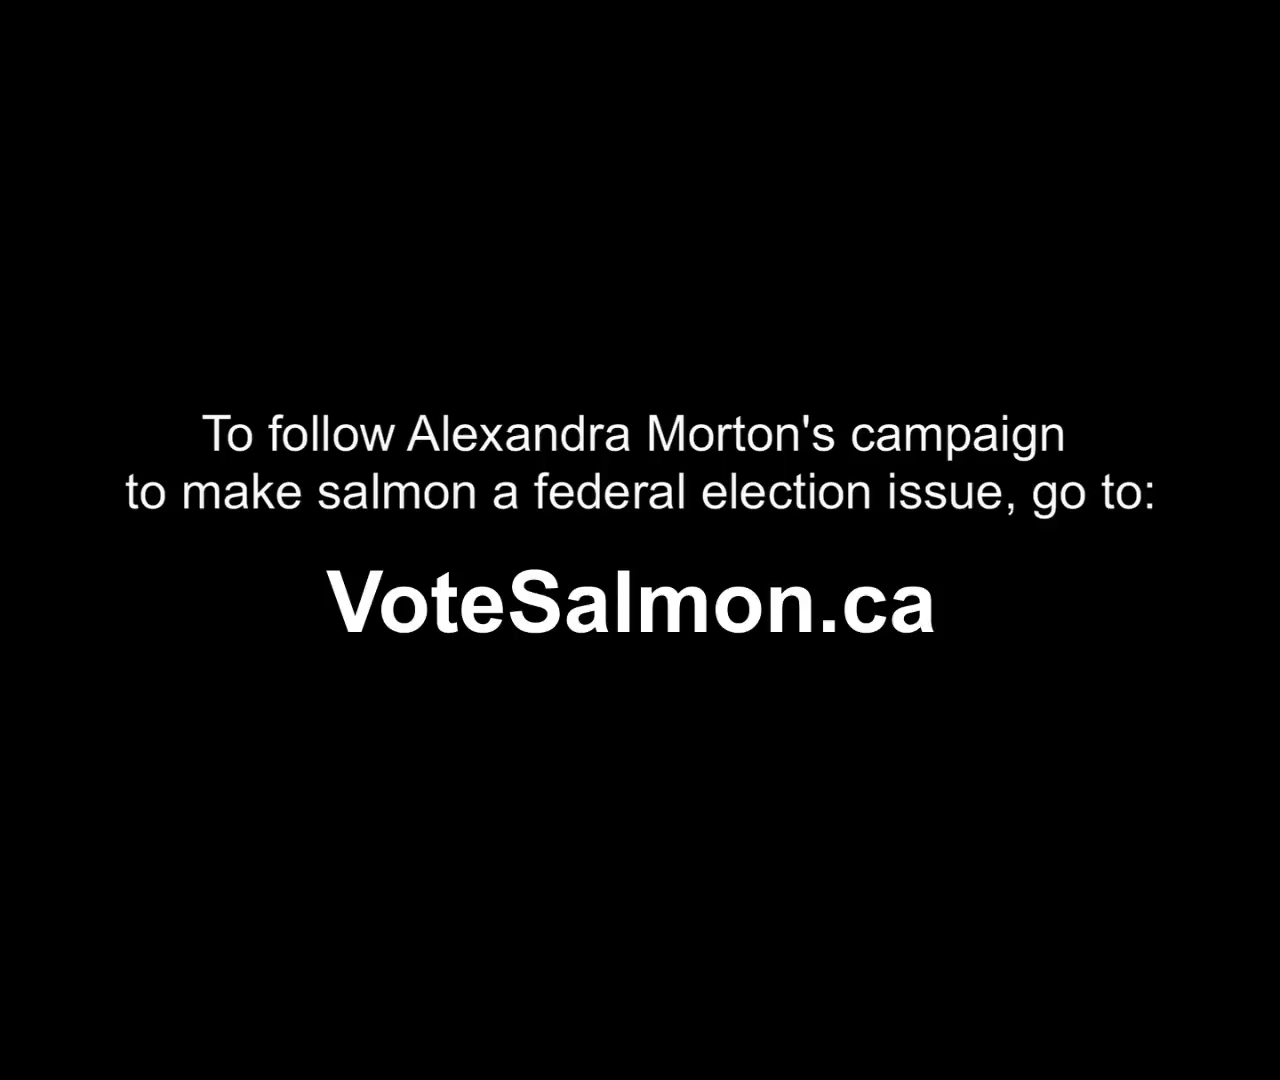 To follow Alexandra Morton's campaign
to make salmon a federal election issue, go to:
VoteSalmon.ca